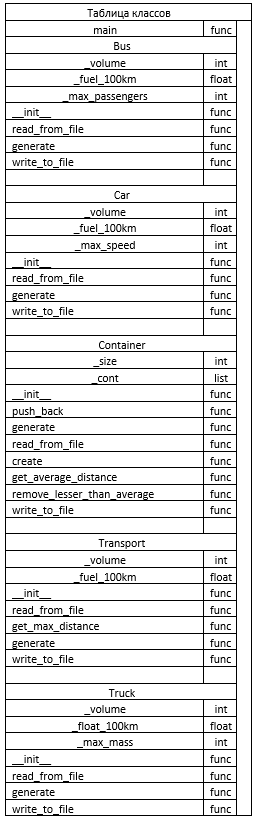 Таблица классов
main func
Bus
_volume int
_fuel_100km float
_max_passengers int
__init__ func
read_from_file func
generate func
write_to_file func
Car
_volume int
_fuel_100km float
_max_speed int
__init__ func
read_from_file func
generate func
write_to_file func
Container
_size int
_cont list
__init__ func
push_back func
generate func
read_from_file func
create func
get_average_distance func
remove_lesser_than_average func
write_to_file func
Transport
_volume int
_fuel_100km float
__init__ func
read_from_file func
get_max_distance func
generate func
write_to_file func
Truck
_volume int
_float_100km float
_max_mass int
__init__ func
read_from_file func
generate func
write_to_file func